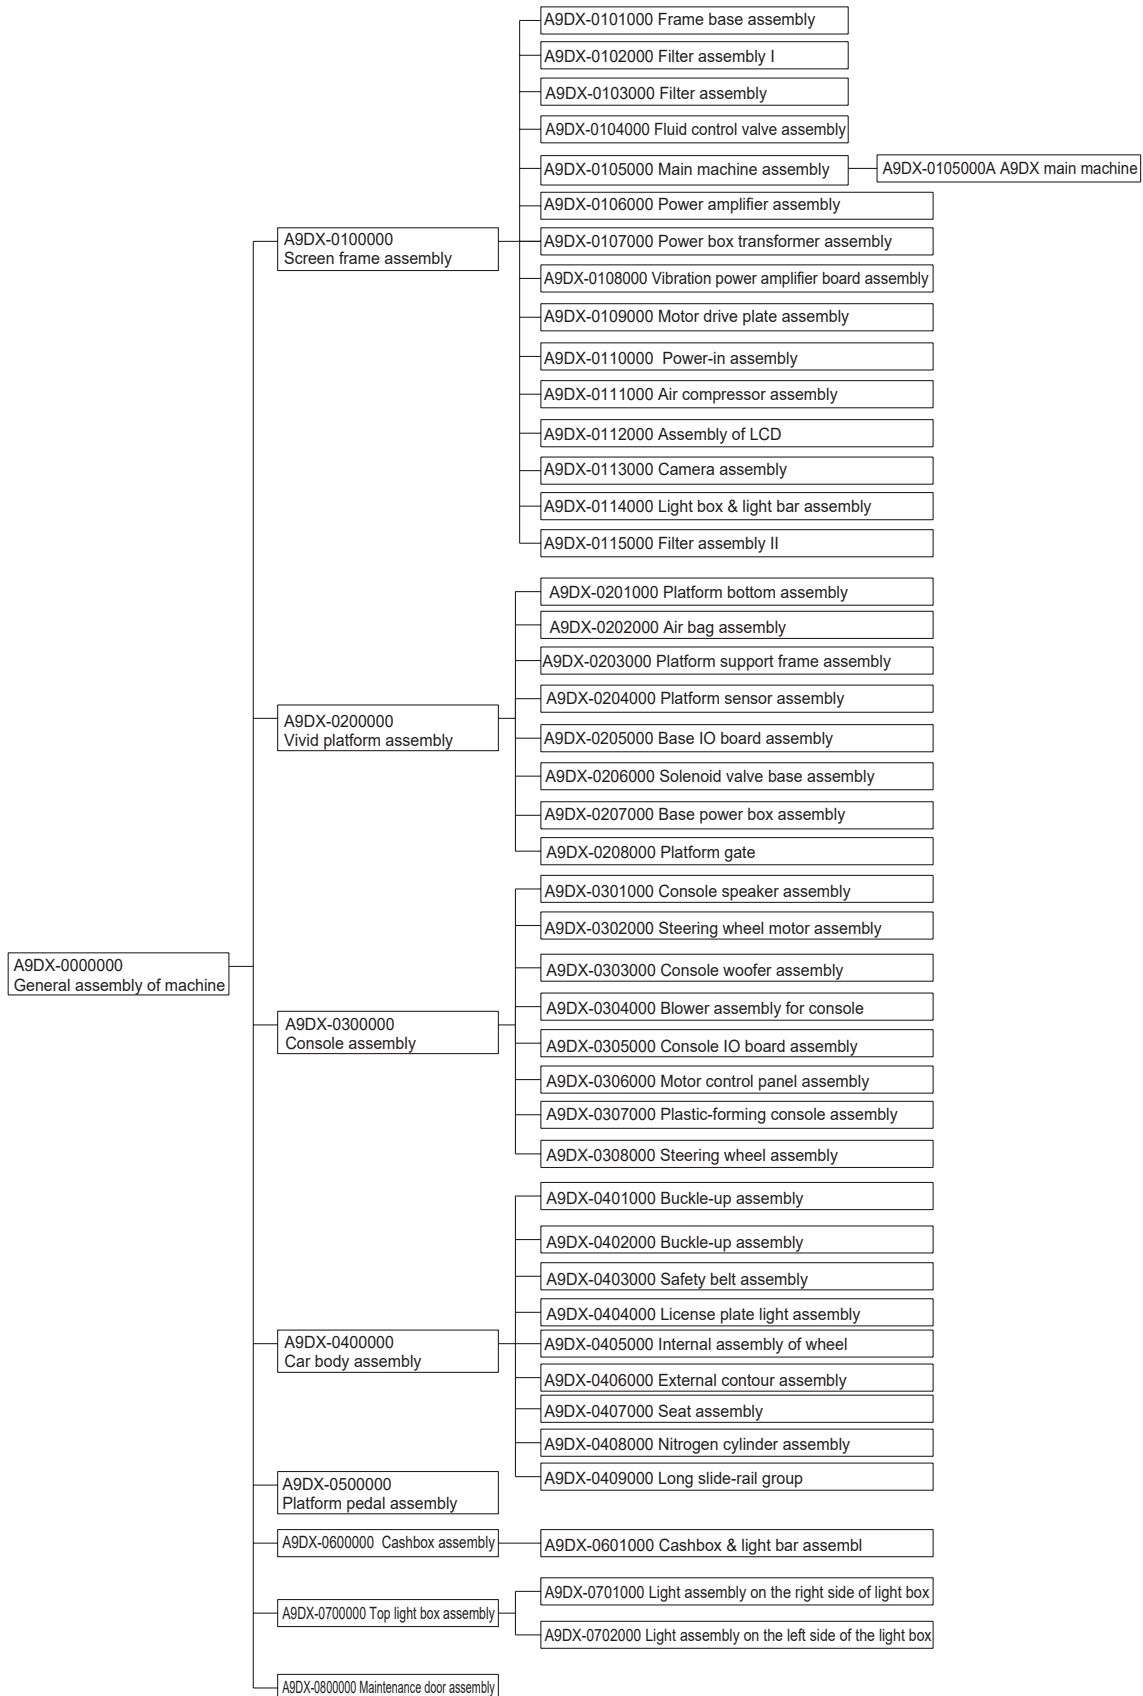 A9DX-0101000 Frame base assembly
A9DX-0102000 Filter assembly I
A9DX-0103000 Filter assembly
A9DX-0104000 Fluid control valve assembly
A9DX-0105000 Main machine assembly
A9DX-0105000A A9DX main machine
A9DX-0106000 Power amplifier assembly
A9DX-0100000
Screen frame assembly
A9DX-0107000 Power box transformer assembly
A9DX-0108000 Vibration power amplifier board assembly
A9DX-0109000 Motor drive plate assembly
A9DX-0110000 Power-in assembly
A9DX-0111000 Air compressor assembly
A9DX-0112000 Assembly of LCD
A9DX-0113000 Camera assembly
A9DX-0114000 Light box & light bar assembly
A9DX-0115000 Filter assembly II
A9DX-0201000 Platform bottom assembly
A9DX-0202000 Air bag assembly
A9DX-0203000 Platform support frame assembly
A9DX-0204000 Platform sensor assembly
A9DX-0200000
Vivid platform assembly
A9DX-0205000 Base IO board assembly
A9DX-0206000 Solenoid valve base assembly
A9DX-0207000 Base power box assembly
A9DX-0208000 Platform gate
A9DX-0301000 Console speaker assembly
A9DX-0302000 Steering wheel motor assembly
A9DX-0000000
General assembly of machine
A9DX-0303000 Console woofer assembly
A9DX-0304000 Blower assembly for console
A9DX-0300000
Console assembly
A9DX-0305000 Console IO board assembly
A9DX-0306000 Motor control panel assembly
A9DX-0307000 Plastic-forming console assembly
A9DX-0308000 Steering wheel assembly
A9DX-0401000 Buckle-up assembly
A9DX-0402000 Buckle-up assembly
A9DX-0403000 Safety belt assembly
A9DX-0404000 License plate light assembly
A9DX-0400000
Car body assembly
A9DX-0405000 Internal assembly of wheel
A9DX-0406000 External contour assembly
A9DX-0407000 Seat assembly
A9DX-0408000 Nitrogen cylinder assembly
A9DX-0409000 Long slide-rail group
A9DX-0500000
Platform pedal assembly
A9DX-0600000 Cashbox assembly
A9DX-0601000 Cashbox & light bar assembl
A9DX-0700000 Top light box assembly
A9DX-0701000 Light assembly on the right side of light box
A9DX-0702000 Light assembly on the left side of the light box
A9DX-0800000 Maintenance door assembly